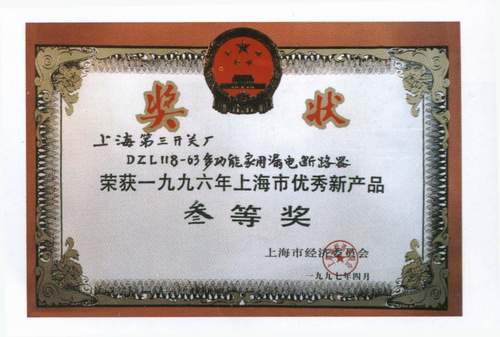 奖状
上海第三开关厂
DZL118-63多功能家用漏电断路器
荣获一九九六年上海市优秀新产品
叁等奖
上海市经济委员会
一九九七年四月